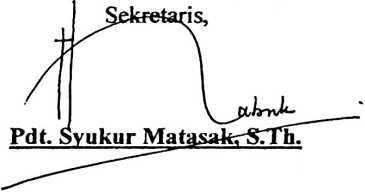 Sekretaris,
Pdt. Syukur Matasak, S.Th.